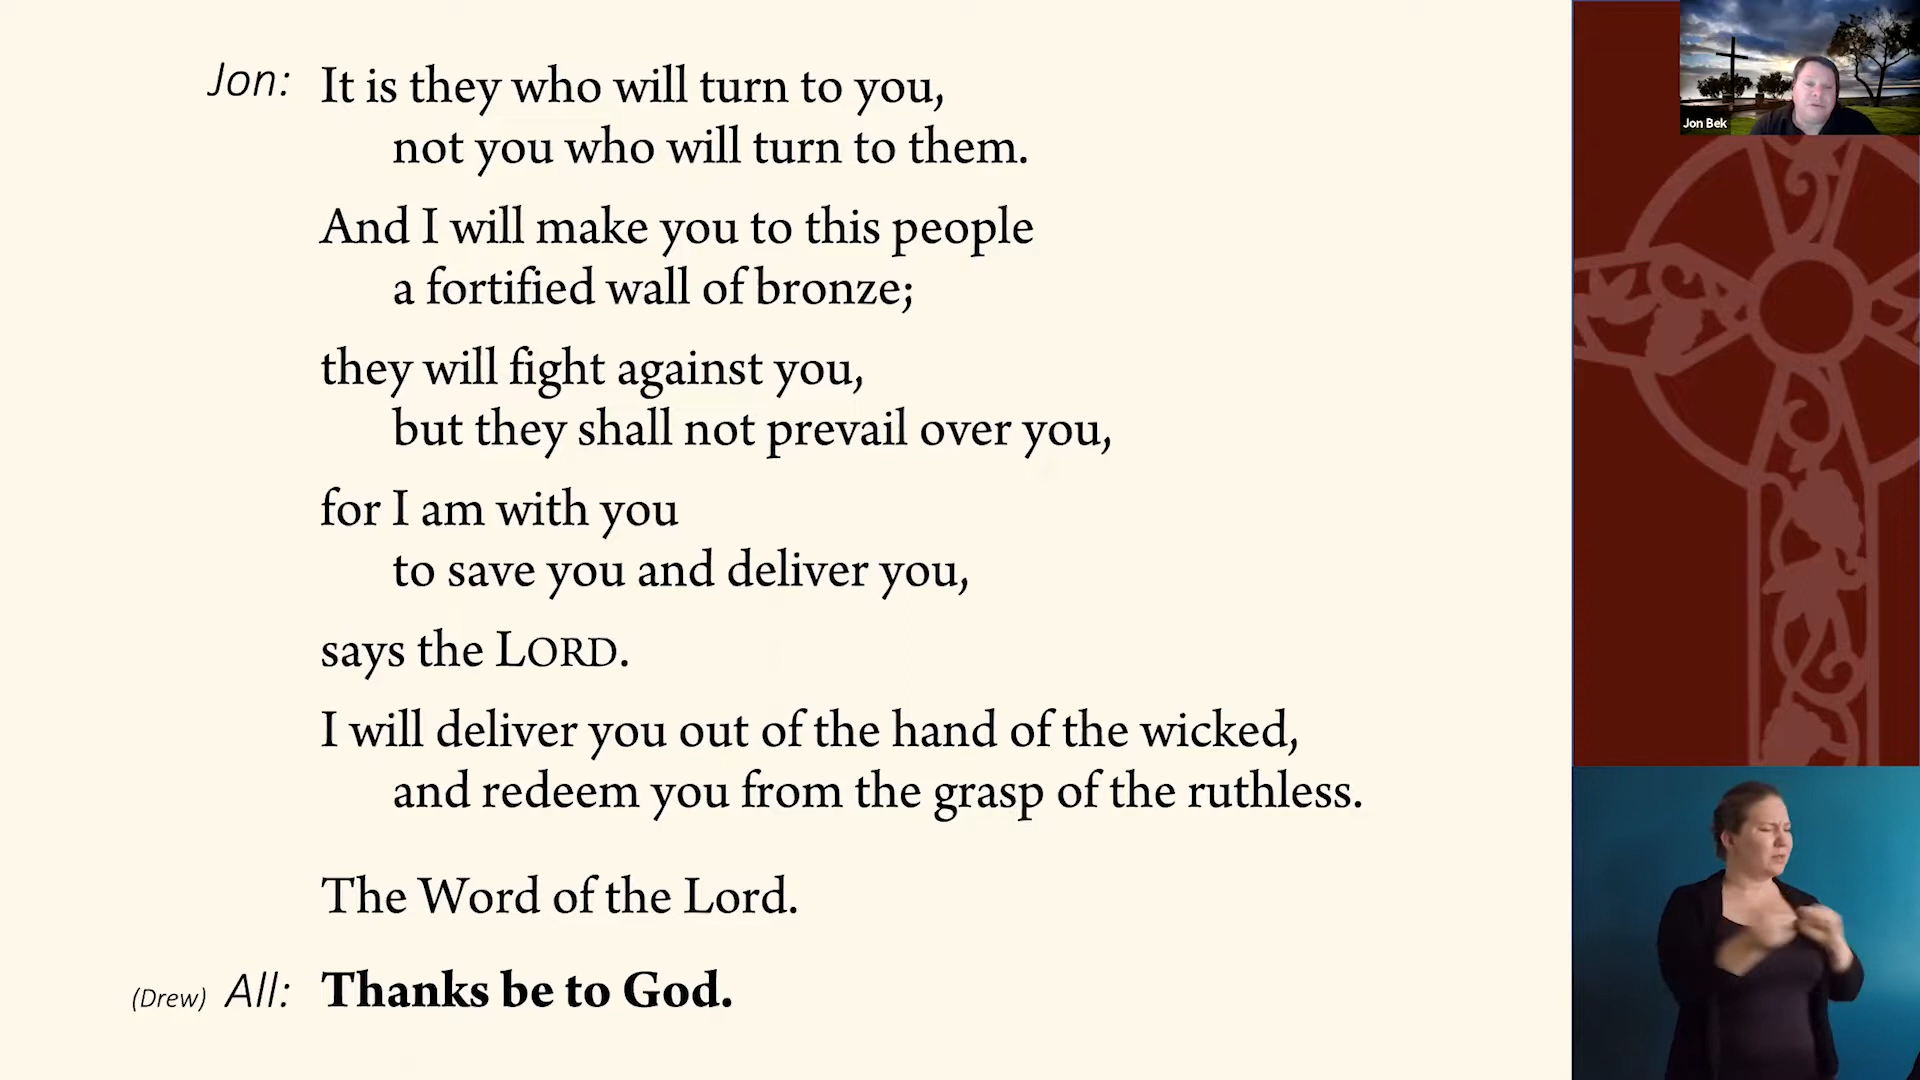 Jon: It is they who will turn to you,
not you who will turn to them.
And I will make you to this people
a fortified wall of bronze;
they will fight against you,
but they shall not prevail over you,
for I am with you
to save you and deliver you,
says the LORD.
I will deliver you out of the hand of the wicked,
and redeem you from the grasp of the ruthless.
The Word of the Lord.
(Drew) All: Thanks be to God.
Jon Bek